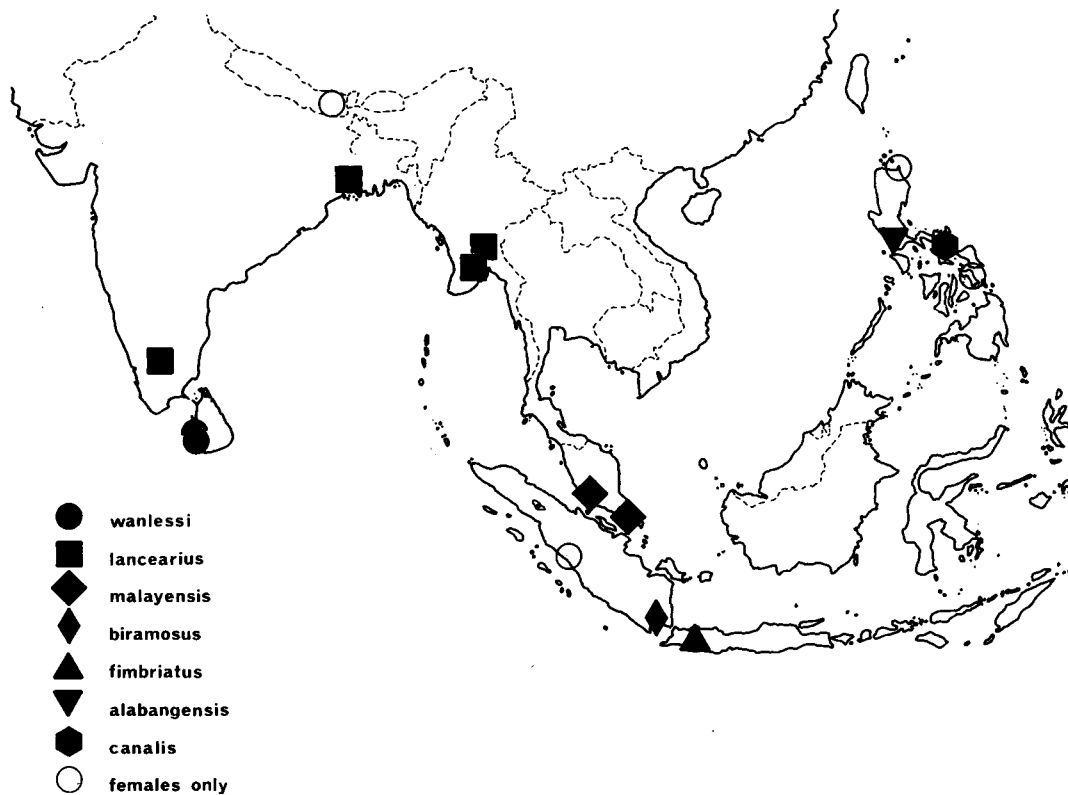 wanlessi
lancearius
malayensis
biramosus
fimbriatus
alabangensis
canalis
females only